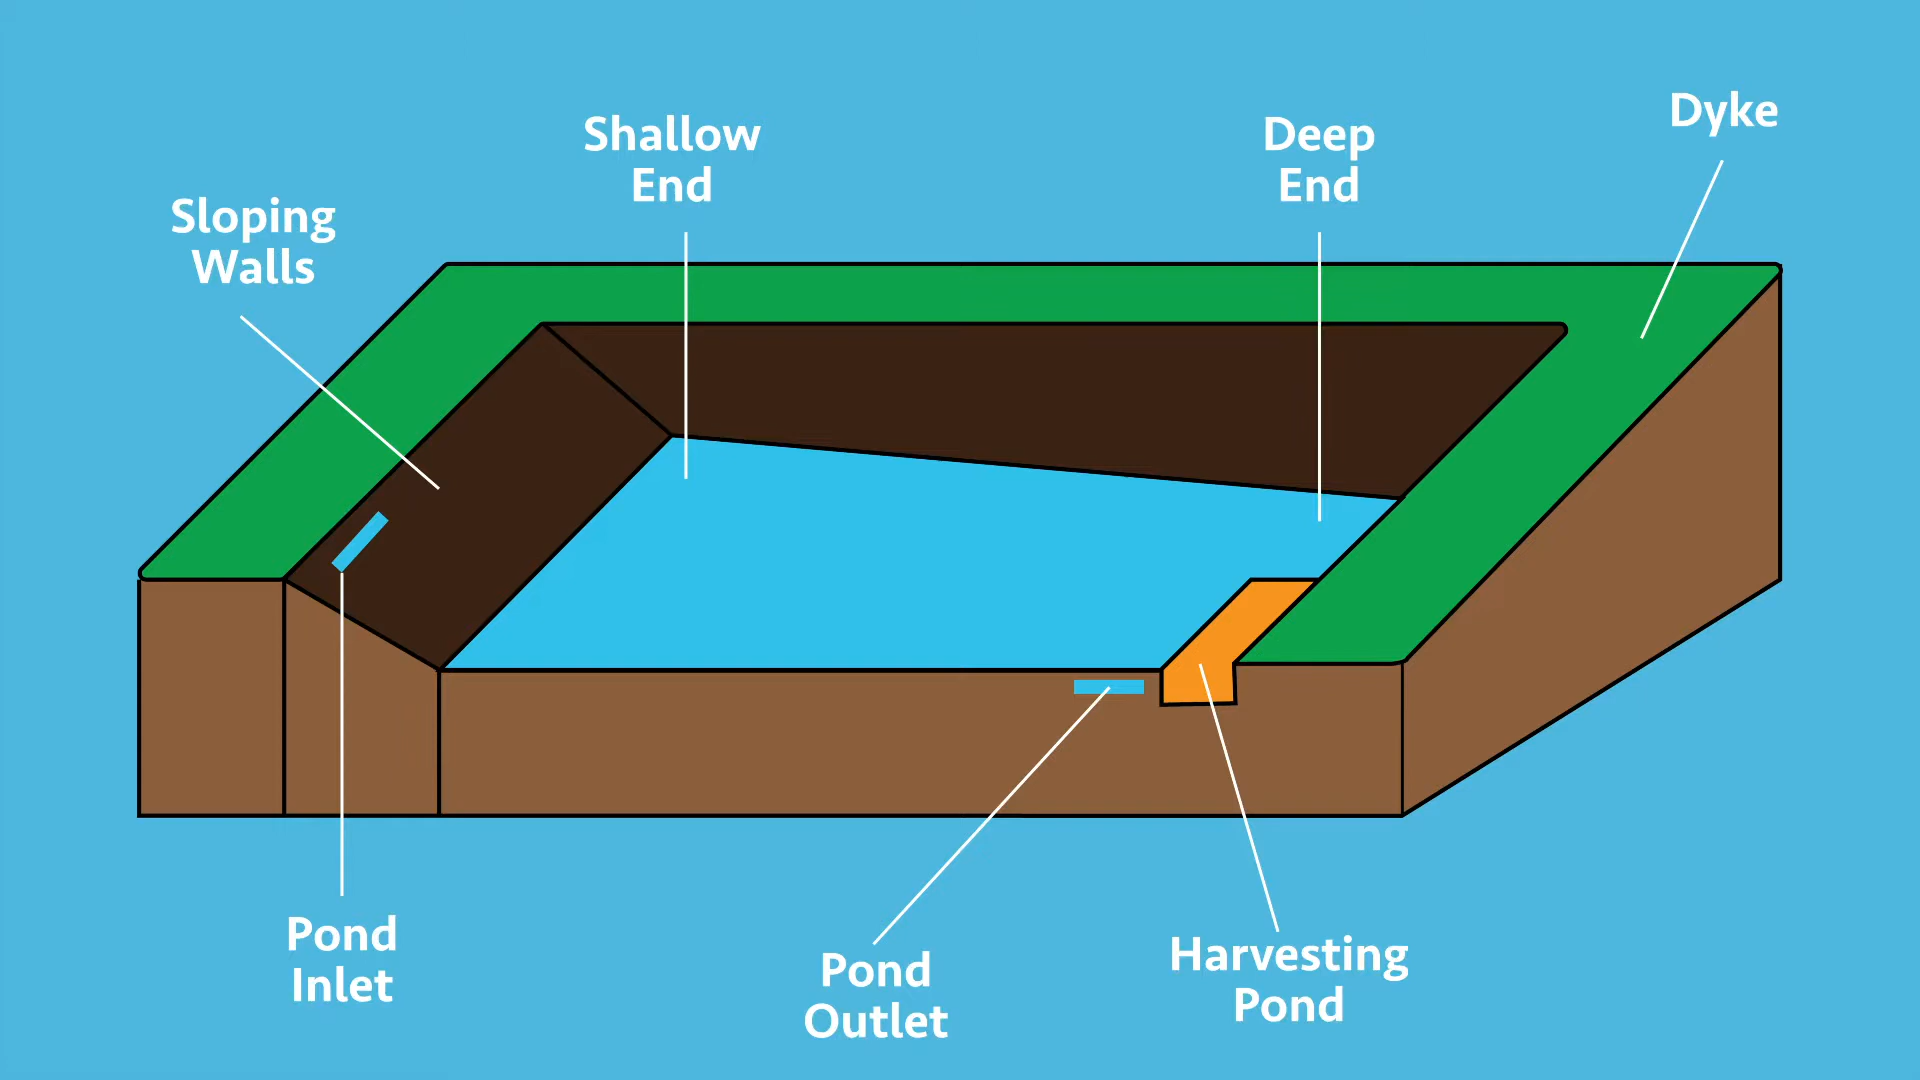 Dyke
Shallow
End
Deep
End
Sloping
Walls
Pond
Inlet
Pond
Outlet
Harvesting
Pond